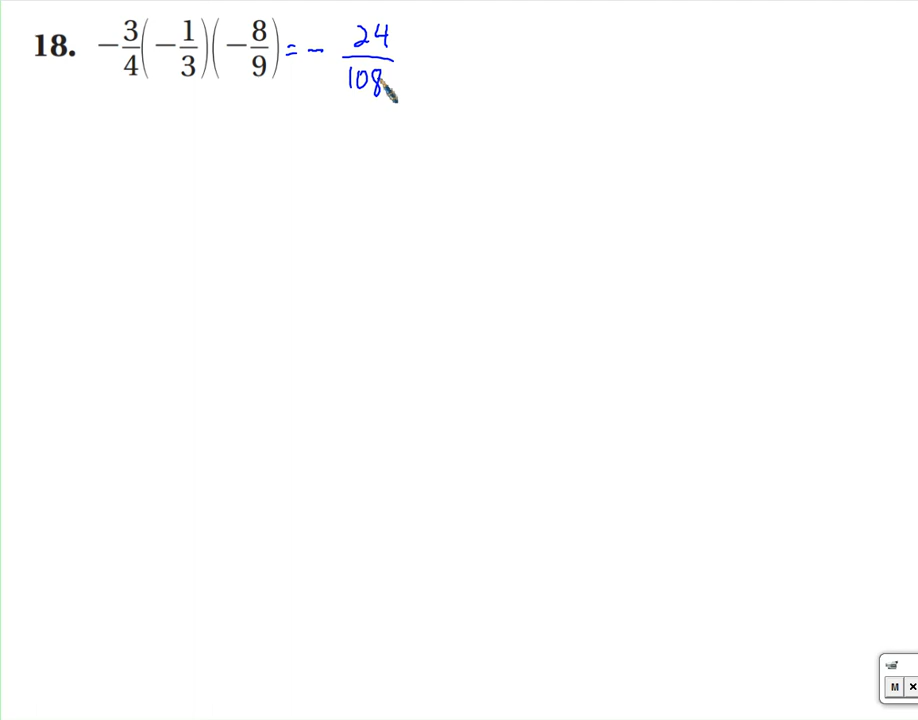 18. −3/4(−1/3)(−8/9) = − 24/108
M ×